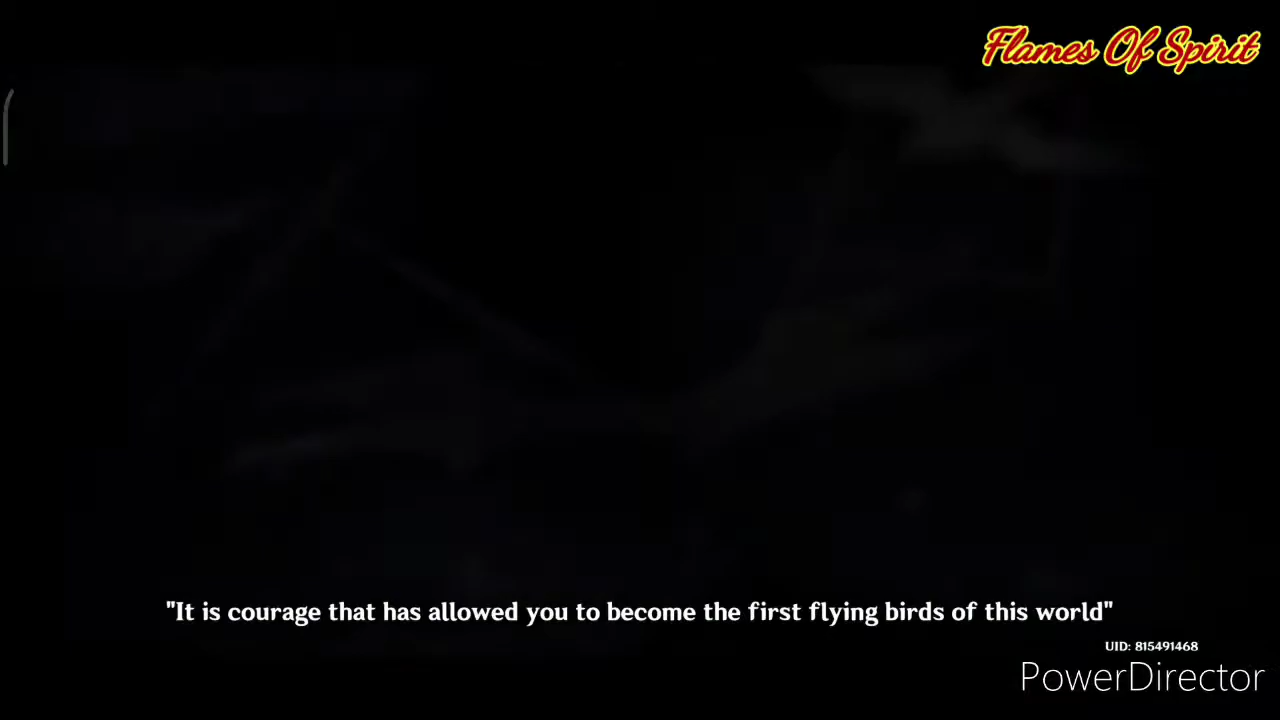 Flames Of Spirit
"It is courage that has allowed you to become the first flying birds of this world"
UID: 815491468
PowerDirector